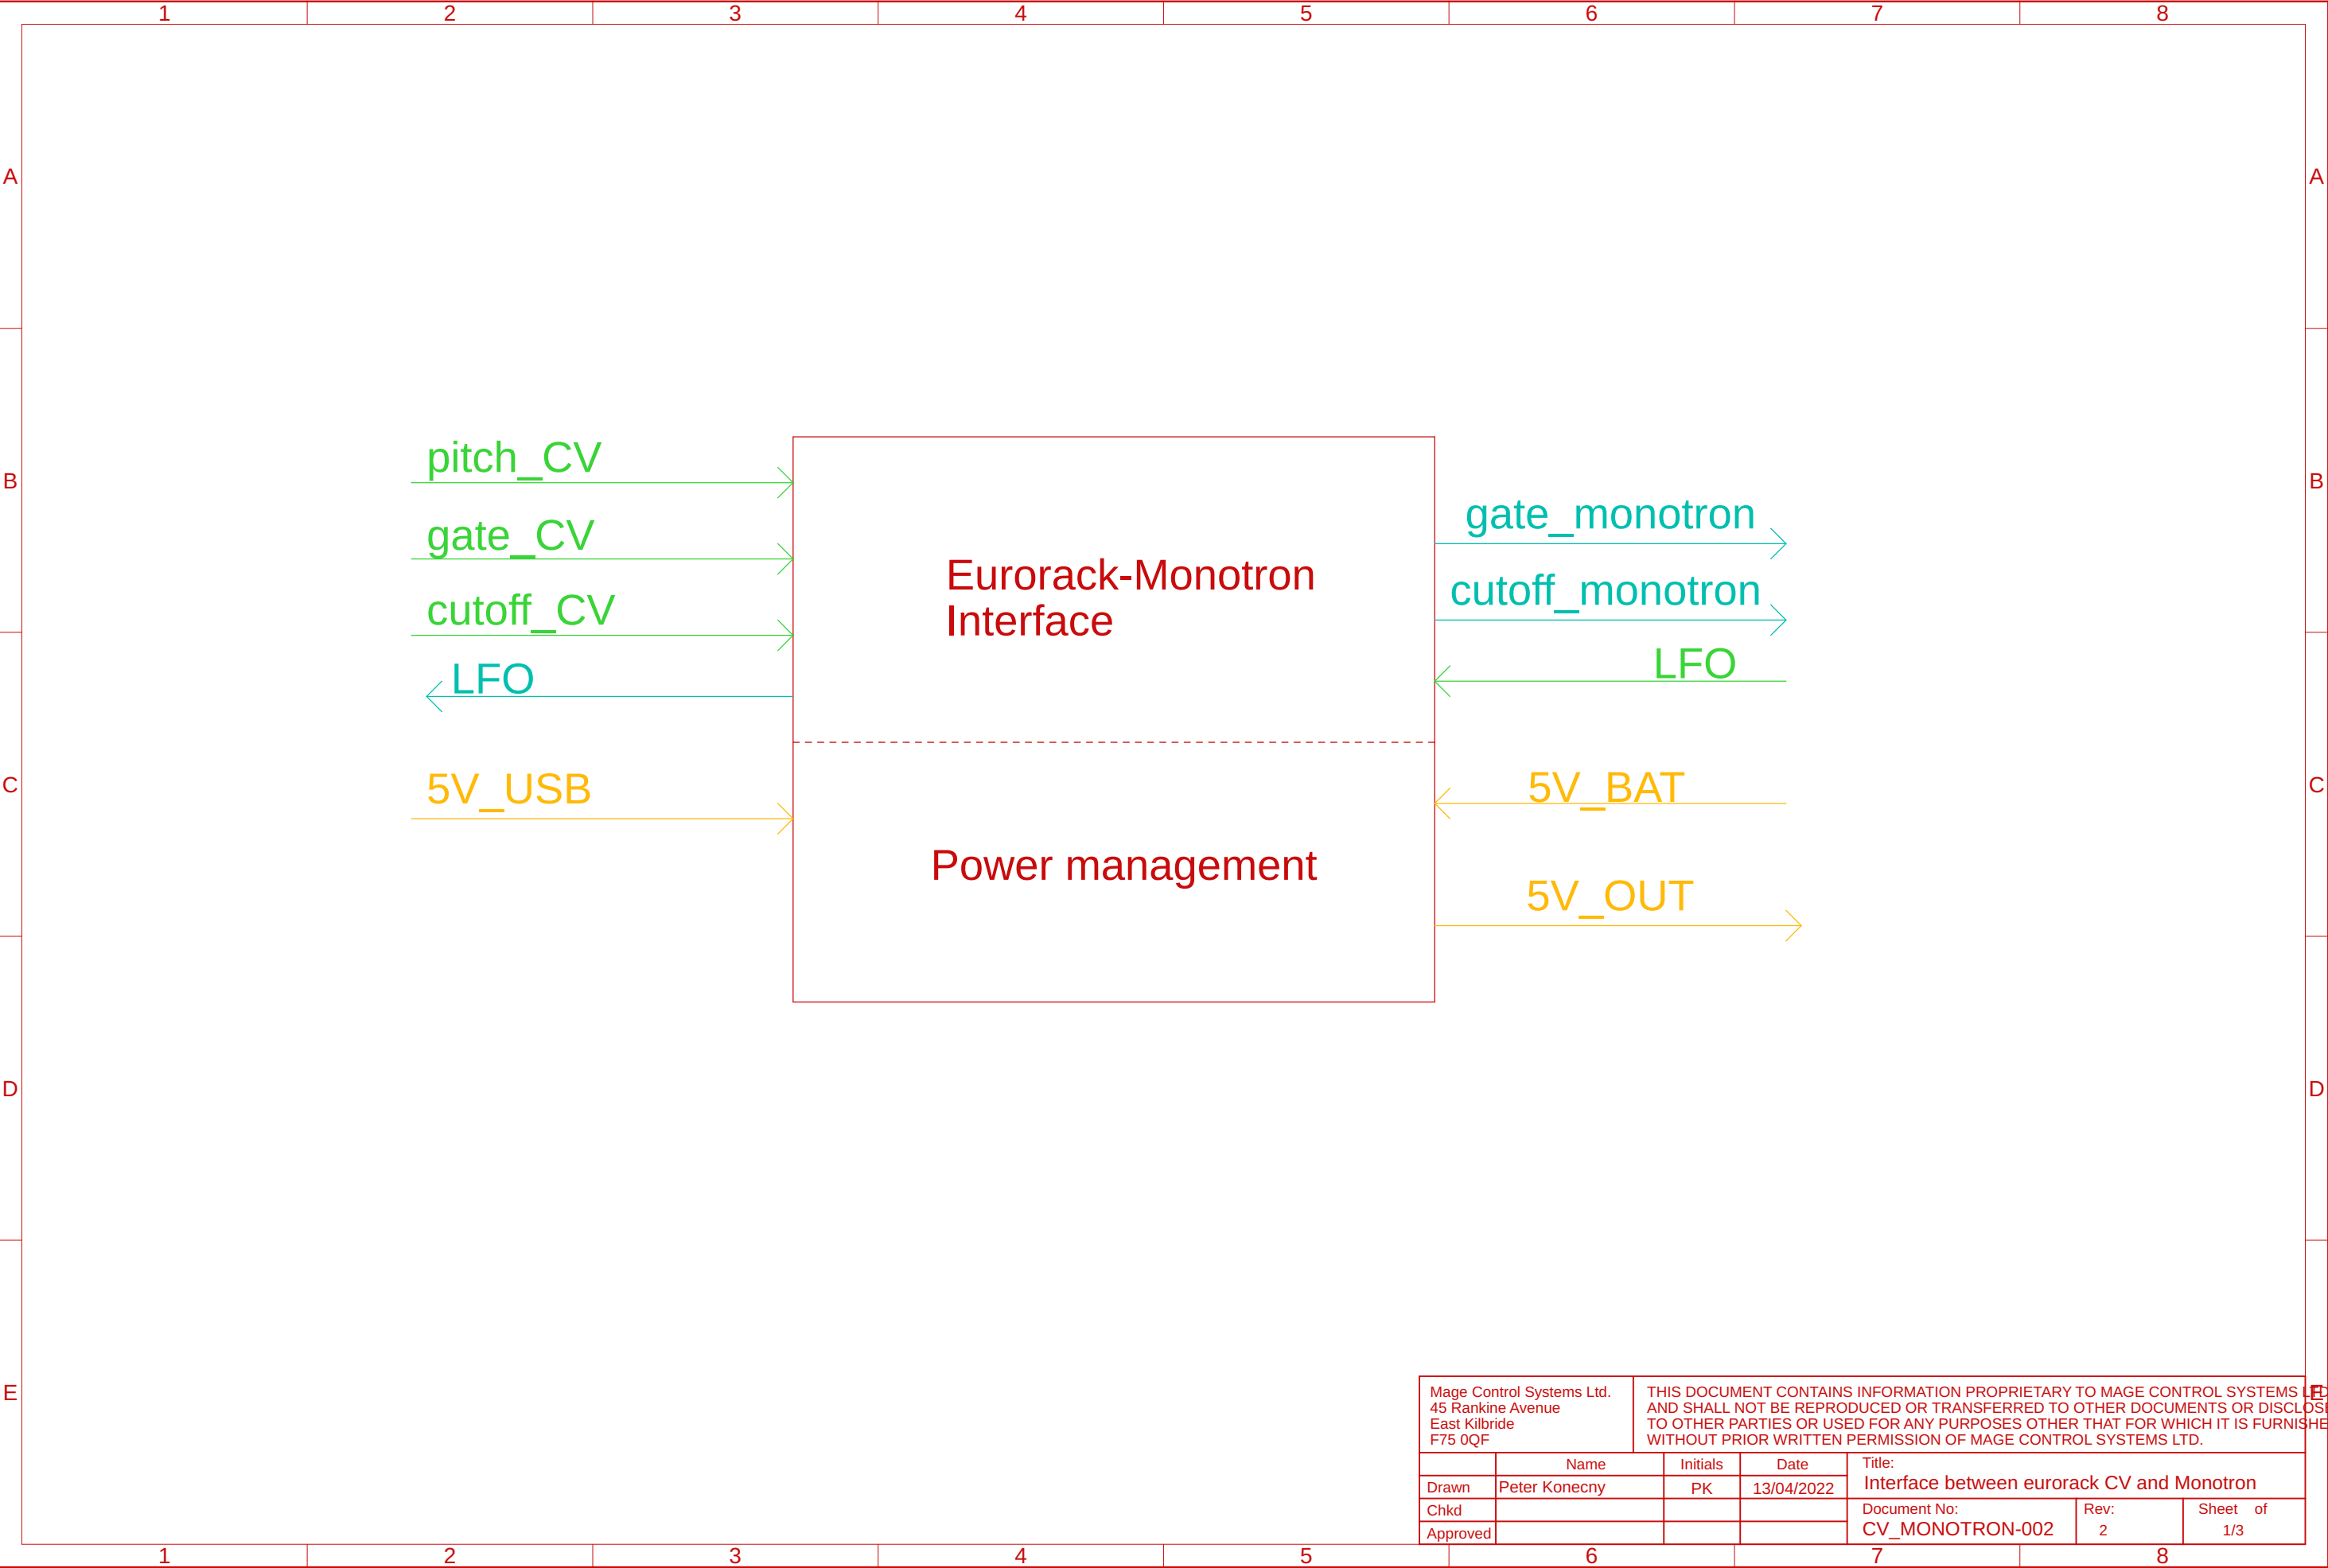 1 2 3 4 5 6 7 8
A A
pitch_CV
B B
gate_CV
gate_monotron
Eurorack-Monotron
cutoff_monotron
cutoff_CV
Interface
LFO
LFO
5V_USB
5V_BAT
C C
Power management
5V_OUT
D D
E E
Mage Control Systems Ltd.
45 Rankine Avenue
East Kilbride
F75 0QF
THIS DOCUMENT CONTAINS INFORMATION PROPRIETARY TO MAGE CONTROL SYSTEMS LTD
AND SHALL NOT BE REPRODUCED OR TRANSFERRED TO OTHER DOCUMENTS OR DISCLOSE
TO OTHER PARTIES OR USED FOR ANY PURPOSES OTHER THAT FOR WHICH IT IS FURNISHE
WITHOUT PRIOR WRITTEN PERMISSION OF MAGE CONTROL SYSTEMS LTD.
Name Initials Date
Drawn Peter Konecny PK 13/04/2022
Chkd
Approved
Title:
Interface between eurorack CV and Monotron
Document No: Rev: Sheet of
CV_MONOTRON-002 2 1/3
1 2 3 4 5 6 7 8